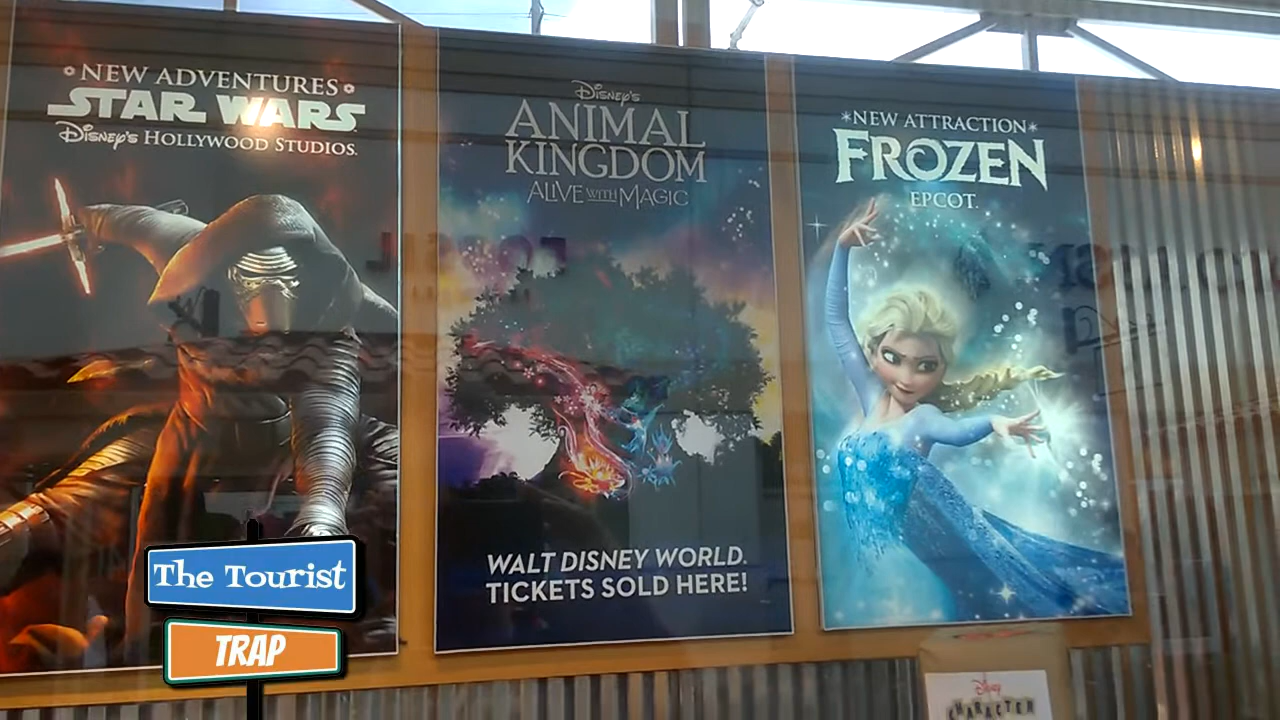 *NEW ADVENTURES*
STAR WARS
Disney's HOLLYWOOD STUDIOS.
Disney's
ANIMAL
KINGDOM
ALIVE WITH MAGIC
WALT DISNEY WORLD.
TICKETS SOLD HERE!
*NEW ATTRACTION*
FROZEN
EPCOT.
Disney
CHARACTER
The Tourist
TRAP